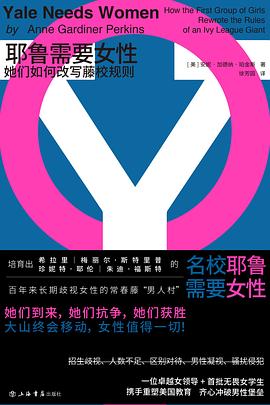 Yale Needs Women
by Anne Gardiner Perkins
How the First Group of Girls
Rewrote the Rules
of an Ivy League Giant
耶鲁需要女性
她们如何改写藤校规则
[美] 安妮·加德纳·珀金斯 著
徐芳园 译
Y
培育出
希拉里|梅丽尔·斯特里普
珍妮特·耶伦|朱迪·福斯特
的
百年来长期歧视女性的常春藤“男人村”
名校耶鲁
需要女性
她们到来,她们抗争,她们获胜
大山终会移动,女性值得一切!
招生歧视、人数不足、区别对待、男性凝视、骚扰侵犯
一位卓越女领导 + 首批无畏女学生
携手重塑美国教育 齐心冲破男性堡垒
上海书店出版社